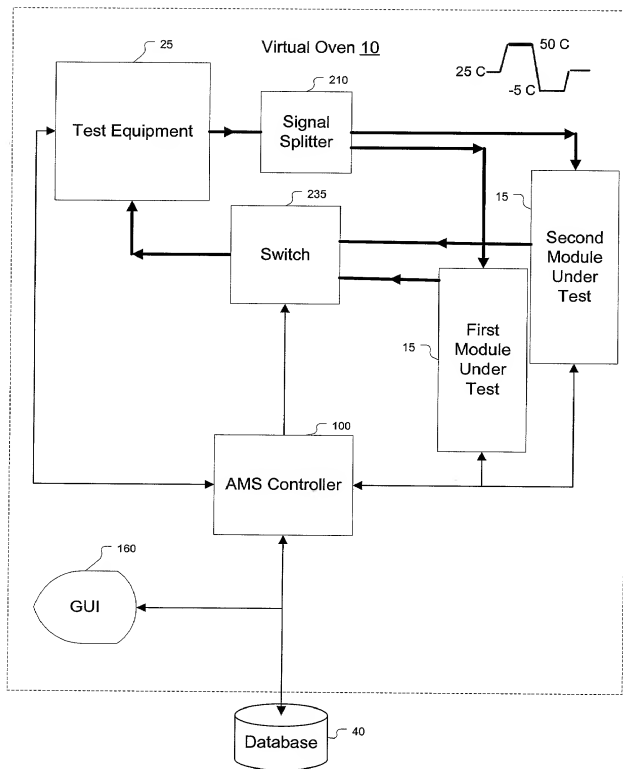 25
Virtual Oven 10
50 C
25 C
-5 C
210
Test Equipment
Signal
Splitter
235
15
Switch
Second
Module
Under
Test
15
First
Module
Under
Test
100
AMS Controller
160
GUI
40
Database